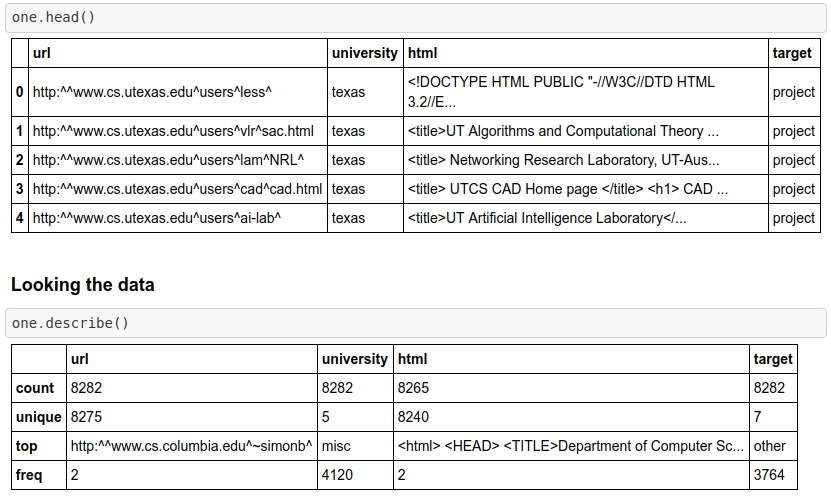 one.head()
url university html target
0 http:^^www.cs.utexas.edu^users^less^ texas <!DOCTYPE HTML PUBLIC "-//W3C//DTD HTML 3.2//E... project
1 http:^^www.cs.utexas.edu^users^vlr^sac.html texas <title>UT Algorithms and Computational Theory ... project
2 http:^^www.cs.utexas.edu^users^lam^NRL^ texas <title> Networking Research Laboratory, UT-Aus... project
3 http:^^www.cs.utexas.edu^users^cad^cad.html texas <title> UTCS CAD Home page </title> <h1> CAD ... project
4 http:^^www.cs.utexas.edu^users^ai-lab^ texas <title>UT Artificial Intelligence Laboratory</... project
Looking the data
one.describe()
url university html target
count 8282 8282 8265 8282
unique 8275 5 8240 7
top http:^^www.cs.columbia.edu^~simonb^ misc <html> <HEAD> <TITLE>Department of Computer Sc... other
freq 2 4120 2 3764